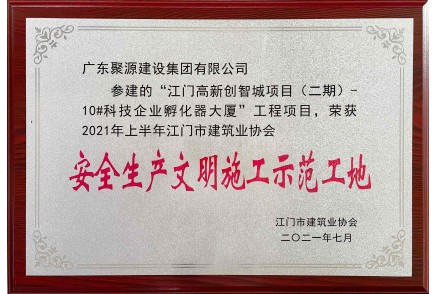 广东聚源建设集团有限公司
参建的“江门高新创智城项目（二期）-
10#科技企业孵化器大厦”工程项目，荣获
2021年上半年江门市建筑业协会
安全生产文明施工示范工地
江门市建筑业协会
二〇二一年七月